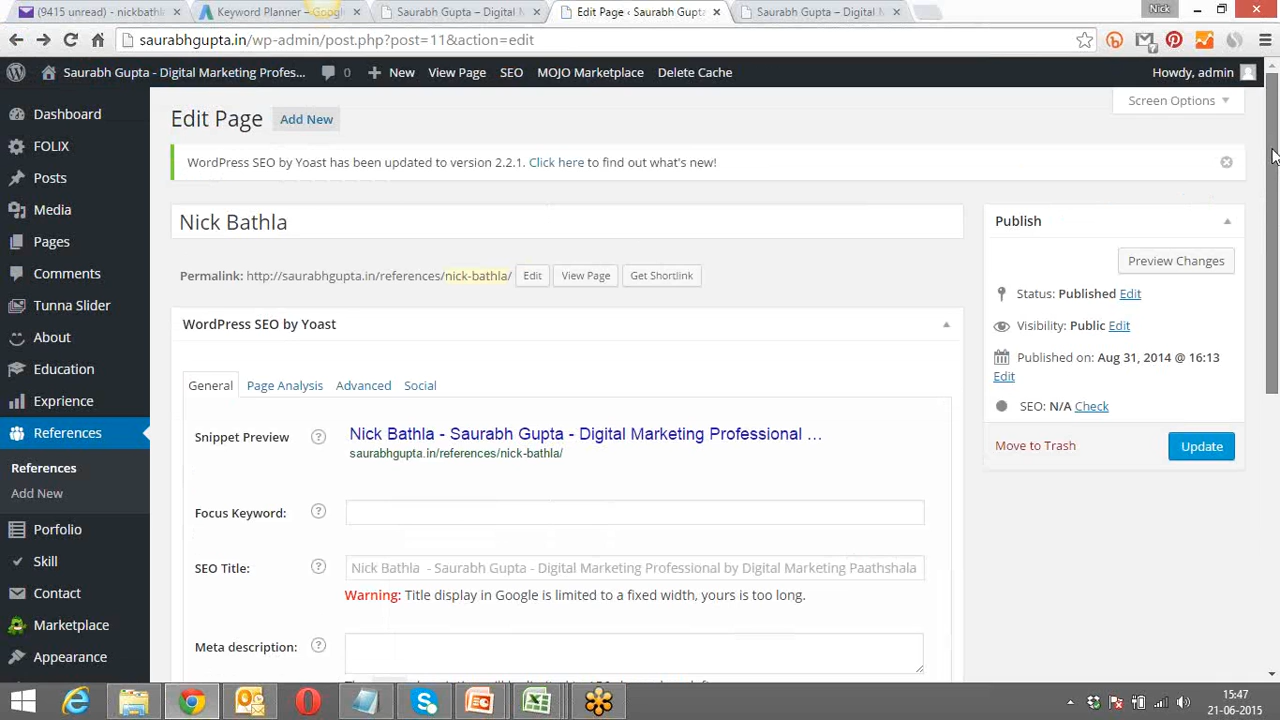 (9415 unread) - nickbathl
Keyword Planner – Googl
Saurabh Gupta – Digital M
Edit Page ‹ Saurabh Gupta
Saurabh Gupta – Digital M
Nick
saurabhgupta.in/wp-admin/post.php?post=11&action=edit
Saurabh Gupta - Digital Marketing Profes... 0 New View Page SEO MOJO Marketplace Delete Cache Howdy, admin
Screen Options
Dashboard
FOLIX
Posts
Media
Pages
Comments
Tunna Slider
About
Education
Exprience
References
References
Add New
Porfolio
Skill
Contact
Marketplace
Appearance
Edit Page Add New
WordPress SEO by Yoast has been updated to version 2.2.1. Click here to find out what's new!
Nick Bathla
Permalink: http://saurabhgupta.in/references/nick-bathla/ Edit View Page Get Shortlink
WordPress SEO by Yoast
General Page Analysis Advanced Social
Snippet Preview ? Nick Bathla - Saurabh Gupta - Digital Marketing Professional ...
saurabhgupta.in/references/nick-bathla/
Focus Keyword: ?
SEO Title: ? Nick Bathla - Saurabh Gupta - Digital Marketing Professional by Digital Marketing Paathshala
Warning: Title display in Google is limited to a fixed width, yours is too long.
Meta description: ?
Publish
Preview Changes
Status: Published Edit
Visibility: Public Edit
Published on: Aug 31, 2014 @ 16:13
Edit
SEO: N/A Check
Move to Trash Update
15:47
21-06-2015